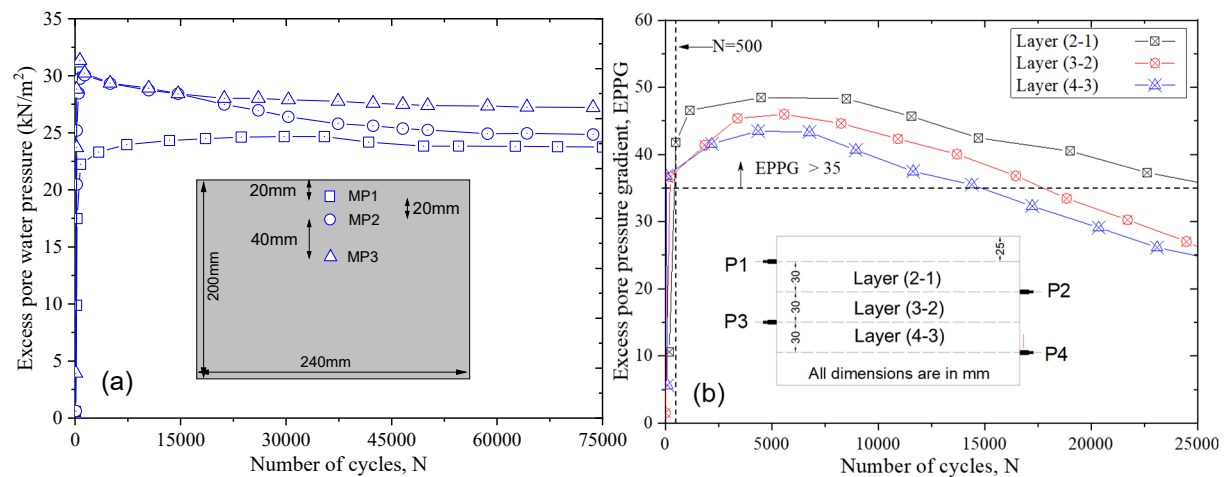 Excess pore water pressure (kN/m²)
35
30
25
20
15
10
5
0
20mm
MP1
MP2
20mm
40mm
MP3
200mm
240mm
(a)
0 15000 30000 45000 60000 75000
Number of cycles, N
Excess pore pressure gradient, EPPG
60
50
40
30
20
10
0
N=500
Layer (2-1)
Layer (3-2)
Layer (4-3)
EPPG > 35
25
P1
30
Layer (2-1)
P2
30
Layer (3-2)
P3
30
Layer (4-3)
P4
All dimensions are in mm
(b)
0 5000 10000 15000 20000 25000
Number of cycles, N